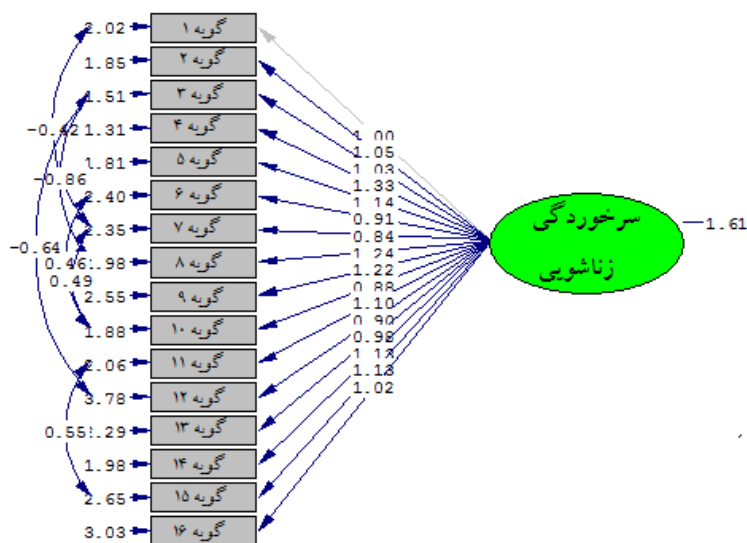 2.02 گویه ۱
1.85 گویه ۲
1.51 گویه ۳
1.31 گویه ۴
1.81 گویه ۵
2.40 گویه ۶
2.35 گویه ۷
1.98 گویه ۸
2.55 گویه ۹
1.88 گویه ۱۰
2.06 گویه ۱۱
3.78 گویه ۱۲
گویه ۱۳
1.98 گویه ۱۴
2.65 گویه ۱۵
3.03 گویه ۱۶
-0.42
-0.86
-0.64
0.46
0.49
0.55
1.00
1.05
1.03
1.33
1.14
0.91
0.84
1.24
1.22
0.88
1.10
0.90
0.98
1.13
1.13
1.02
سرخوردگی
زناشویی
1.61